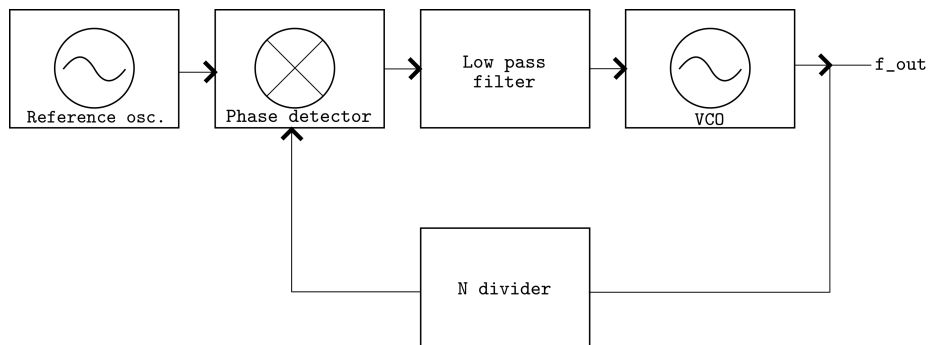 Reference osc.
Phase detector
Low pass
filter
VCO
f_out
N divider